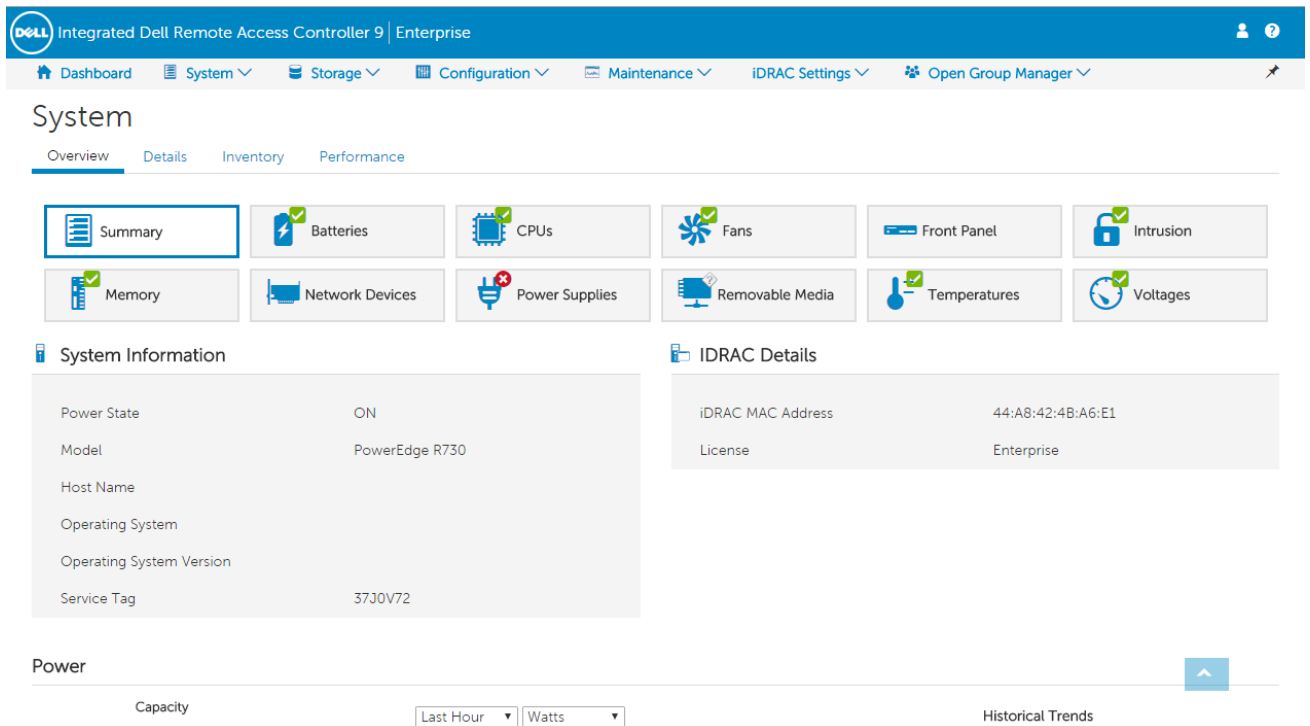 DELL Integrated Dell Remote Access Controller 9 | Enterprise
Dashboard System Storage Configuration Maintenance iDRAC Settings Open Group Manager
System
Overview Details Inventory Performance
Summary Batteries CPUs Fans Front Panel Intrusion
Memory Network Devices Power Supplies Removable Media Temperatures Voltages
System Information
Power State ON
Model PowerEdge R730
Host Name
Operating System
Operating System Version
Service Tag 37J0V72
IDRAC Details
iDRAC MAC Address 44:A8:42:4B:A6:E1
License Enterprise
Power
Capacity
Last Hour Watts
Historical Trends